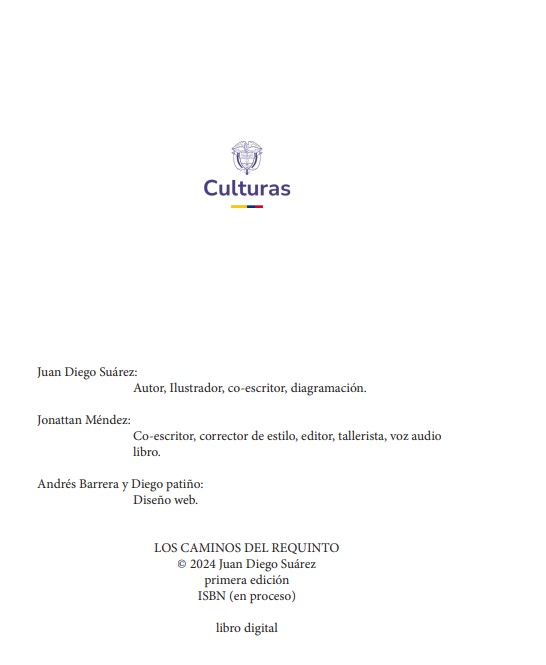 Culturas
Juan Diego Suárez:
Autor, Ilustrador, co-escritor, diagramación.
Jonattan Méndez:
Co-escritor, corrector de estilo, editor, tallerista, voz audio
libro.
Andrés Barrera y Diego patiño:
Diseño web.
LOS CAMINOS DEL REQUINTO
© 2024 Juan Diego Suárez
primera edición
ISBN (en proceso)
libro digital